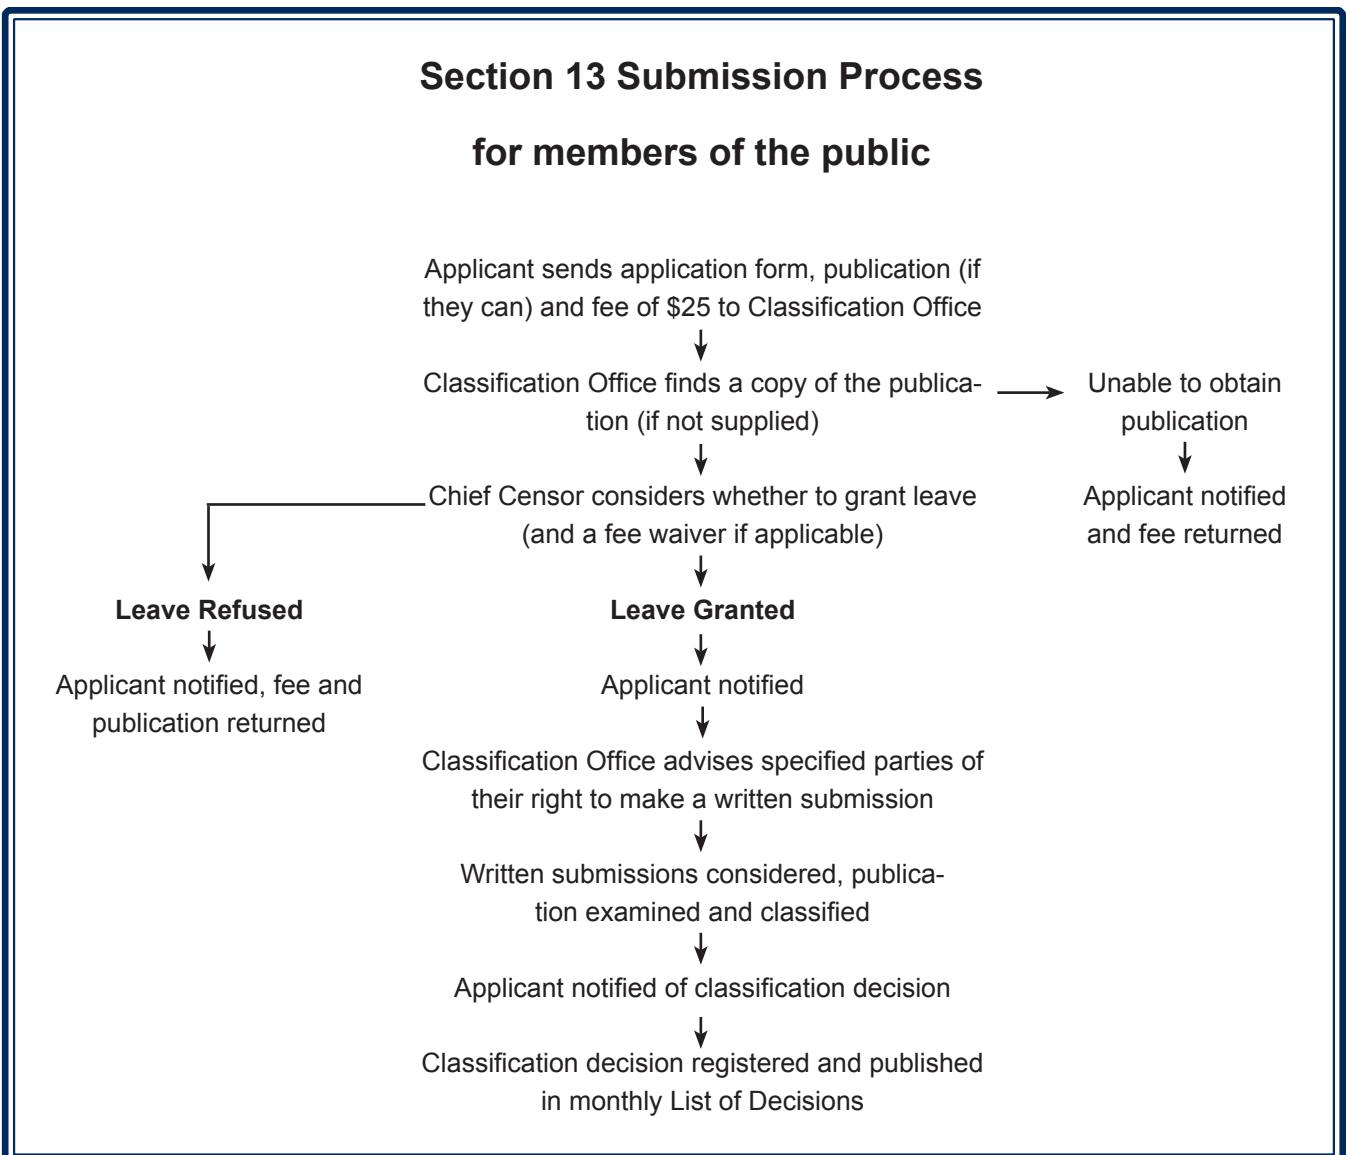 Section 13 Submission Process
for members of the public
Applicant sends application form, publication (if
they can) and fee of $25 to Classification Office
Classification Office finds a copy of the publica-
tion (if not supplied)
Unable to obtain
publication
Applicant notified
and fee returned
Chief Censor considers whether to grant leave
(and a fee waiver if applicable)
Leave Refused
Applicant notified, fee and
publication returned
Leave Granted
Applicant notified
Classification Office advises specified parties of
their right to make a written submission
Written submissions considered, publica-
tion examined and classified
Applicant notified of classification decision
Classification decision registered and published
in monthly List of Decisions